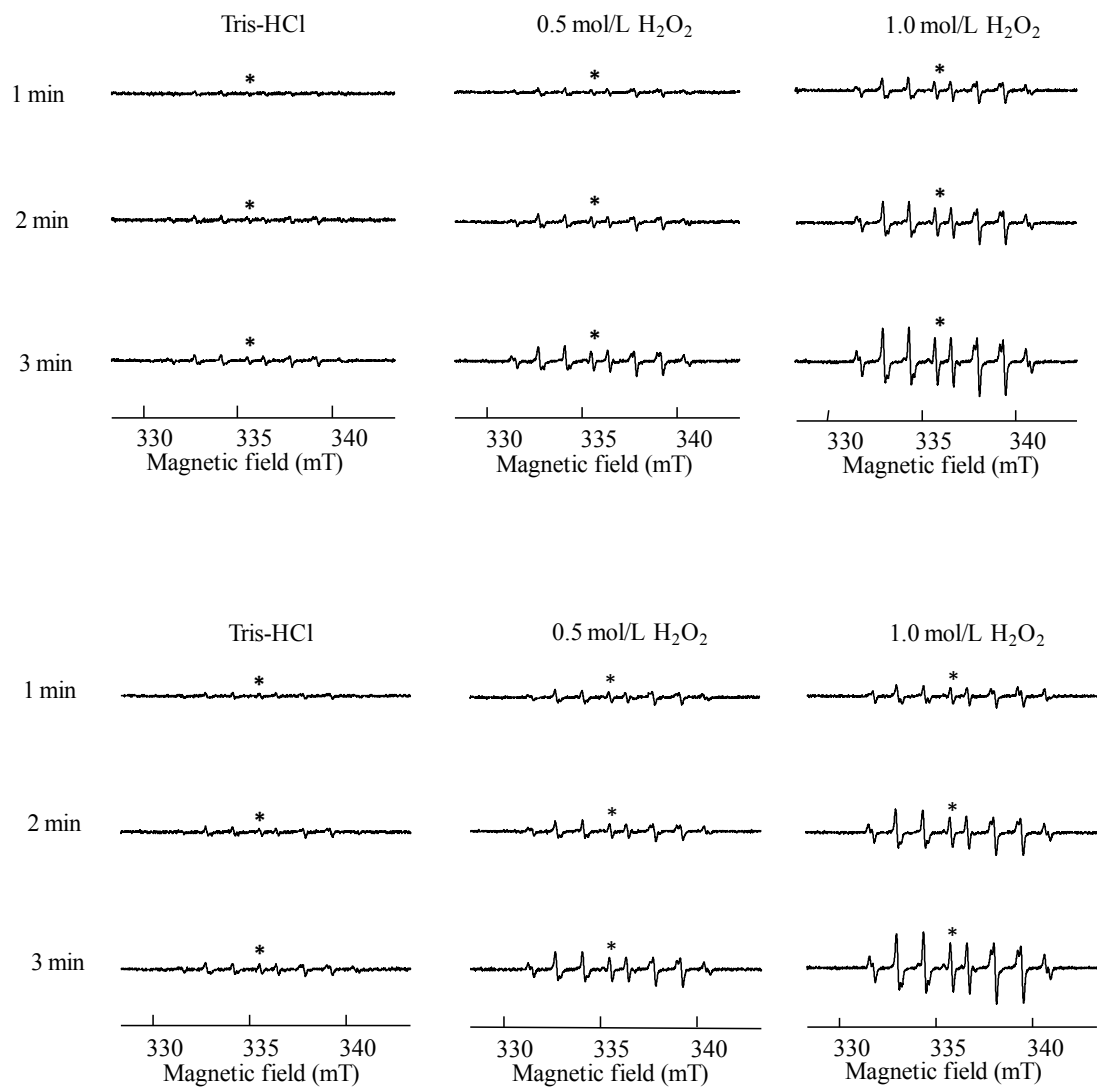 Tris-HCl 0.5 mol/L H₂O₂ 1.0 mol/L H₂O₂
1 min * * *
2 min * * *
3 min * * *
330 335 340 330 335 340 330 335 340
Magnetic field (mT) Magnetic field (mT) Magnetic field (mT)
Tris-HCl 0.5 mol/L H₂O₂ 1.0 mol/L H₂O₂
1 min * * *
2 min * * *
3 min * * *
330 335 340 330 335 340 330 335 340
Magnetic field (mT) Magnetic field (mT) Magnetic field (mT)